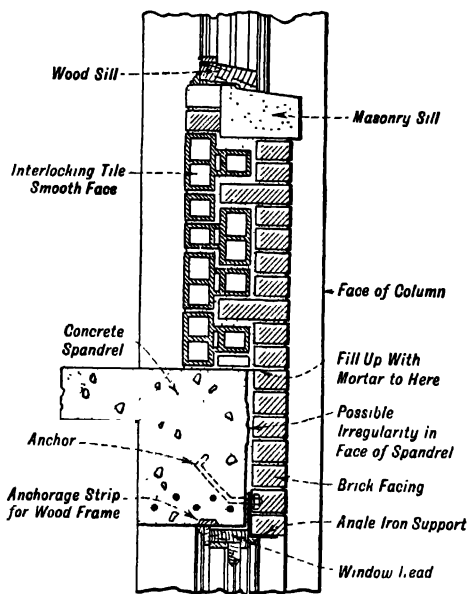 Wood Sill
Masonry Sill
Interlocking Tile
Smooth Face
Face of Column
Concrete
Spandrel
Fill Up With
Mortar to Here
Anchor
Possible
Irregularity in
Face of Spandrel
Brick Facing
Anchorage Strip
for Wood Frame
Angle Iron Support
Window Lead